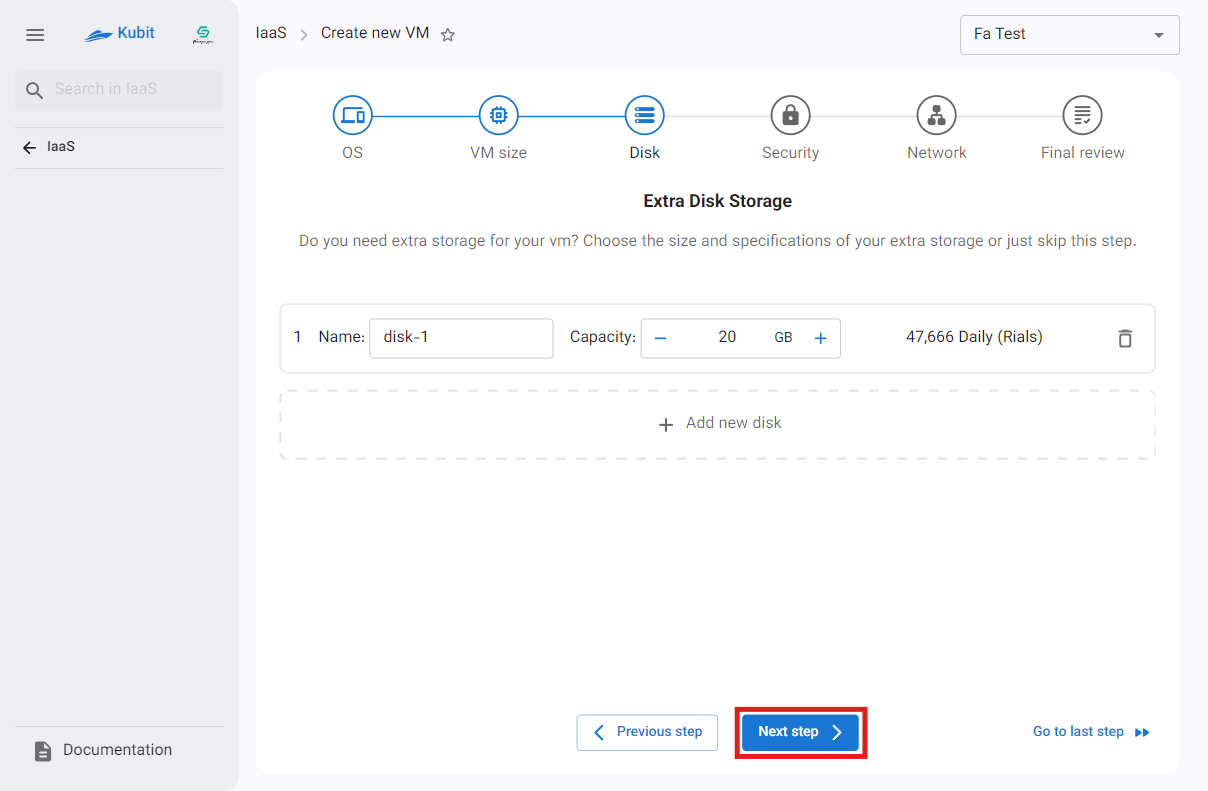 Kubit
IaaS
Create new VM
Fa Test
Search in IaaS
IaaS
OS
VM size
Disk
Security
Network
Final review
Extra Disk Storage
Do you need extra storage for your vm? Choose the size and specifications of your extra storage or just skip this step.
1 Name: disk-1 Capacity: 20 GB 47,666 Daily (Rials)
Add new disk
Previous step
Next step
Go to last step
Documentation